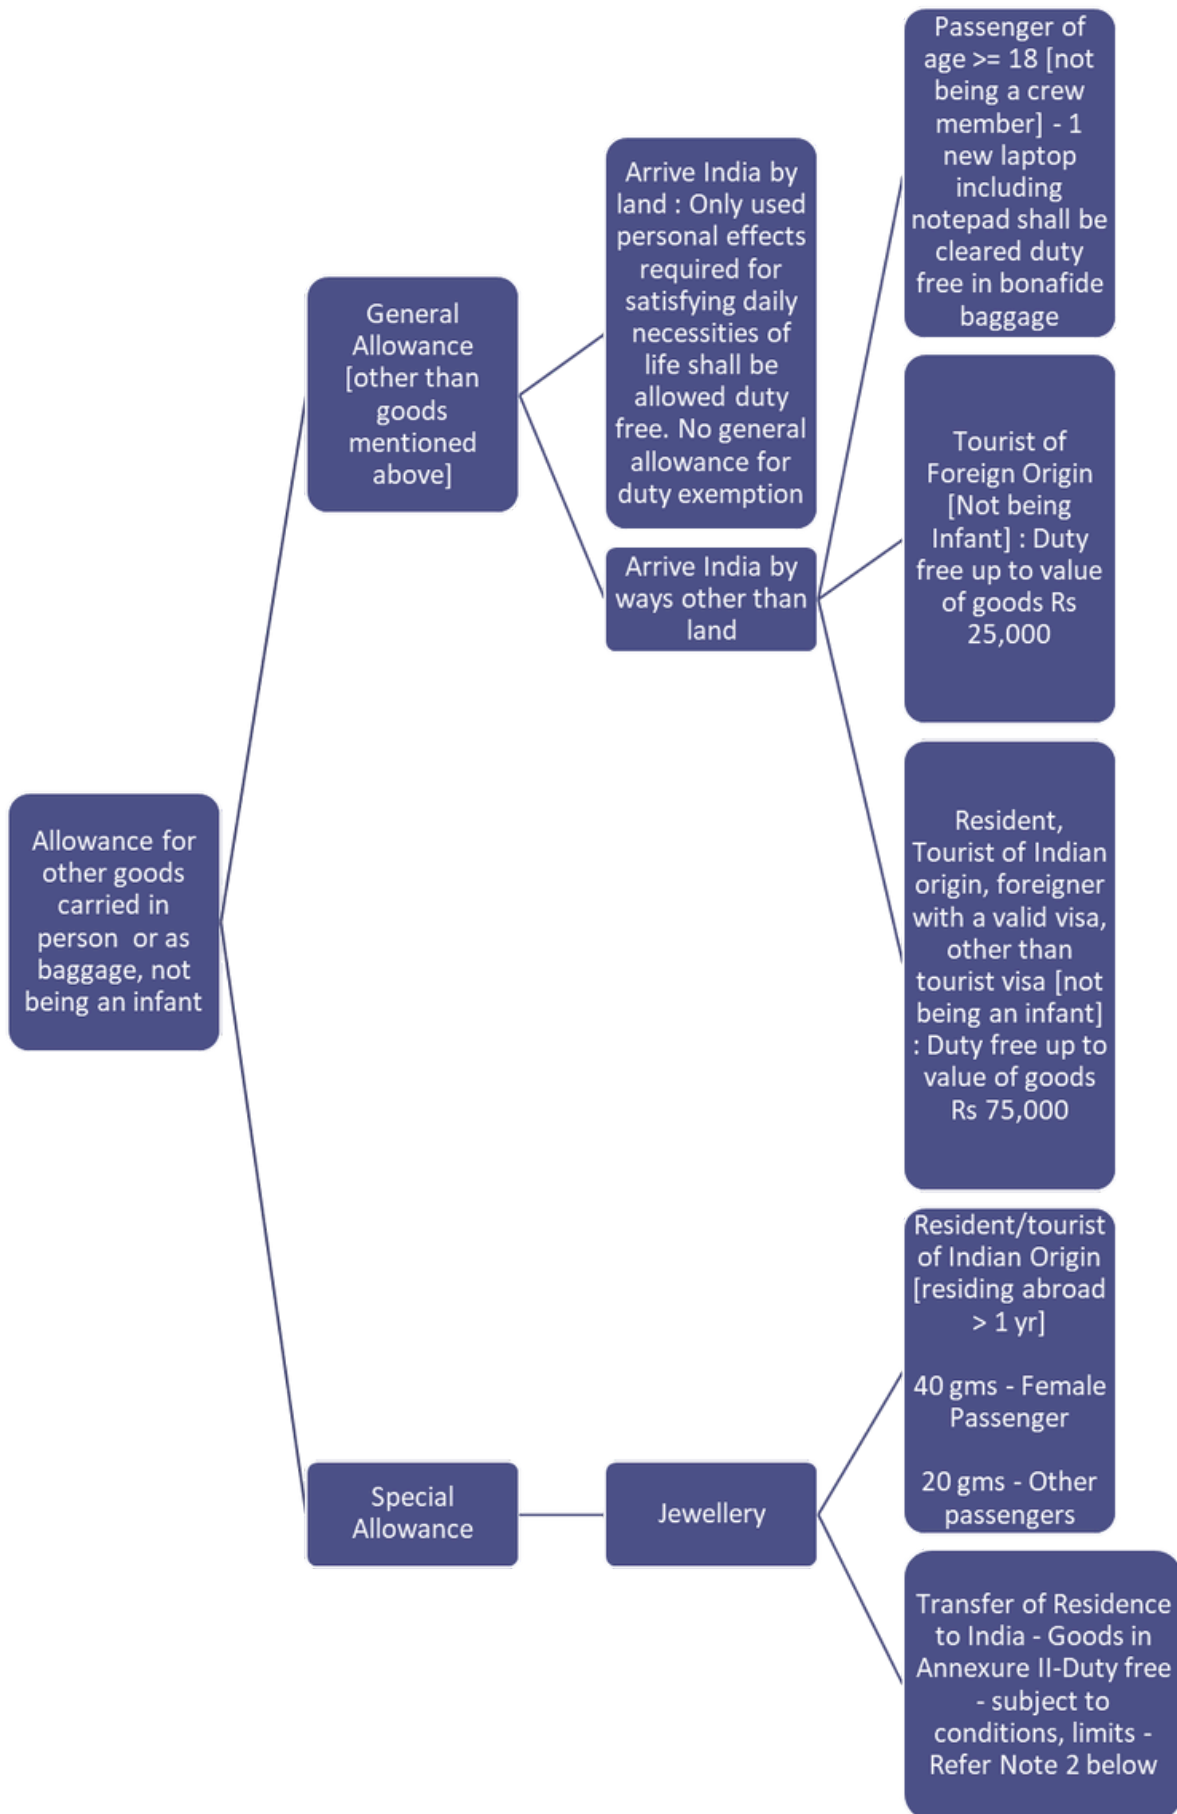 Allowance for
other goods
carried in
person or as
baggage, not
being an infant
General
Allowance
[other than
goods
mentioned
above]
Arrive India by
land : Only used
personal effects
required for
satisfying daily
necessities of
life shall be
allowed duty
free. No general
allowance for
duty exemption
Arrive India by
ways other than
land
Passenger of
age >= 18 [not
being a crew
member] - 1
new laptop
including
notepad shall be
cleared duty
free in bonafide
baggage
Tourist of
Foreign Origin
[Not being
Infant] : Duty
free up to value
of goods Rs
25,000
Resident,
Tourist of Indian
origin, foreigner
with a valid visa,
other than
tourist visa [not
being an infant]
: Duty free up to
value of goods
Rs 75,000
Special
Allowance
Jewellery
Resident/tourist
of Indian Origin
[residing abroad
> 1 yr]
40 gms - Female
Passenger
20 gms - Other
passengers
Transfer of Residence
to India - Goods in
Annexure II-Duty free
- subject to
conditions, limits -
Refer Note 2 below